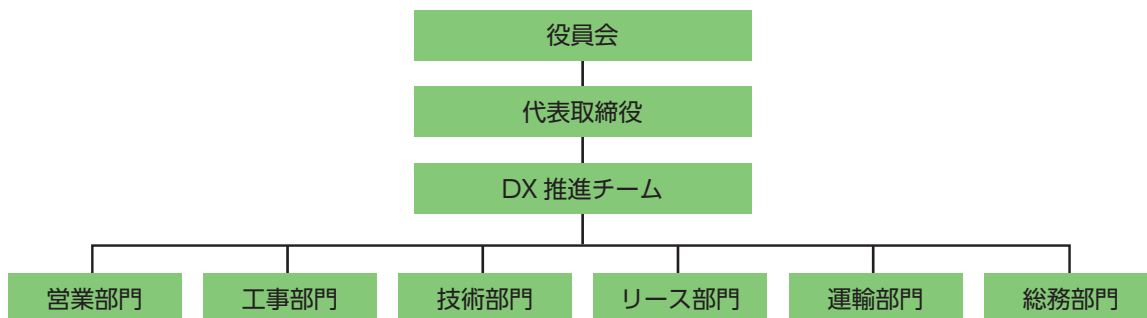 役員会
代表取締役
DX 推進チーム
営業部門
工事部門
技術部門
リース部門
運輸部門
総務部門